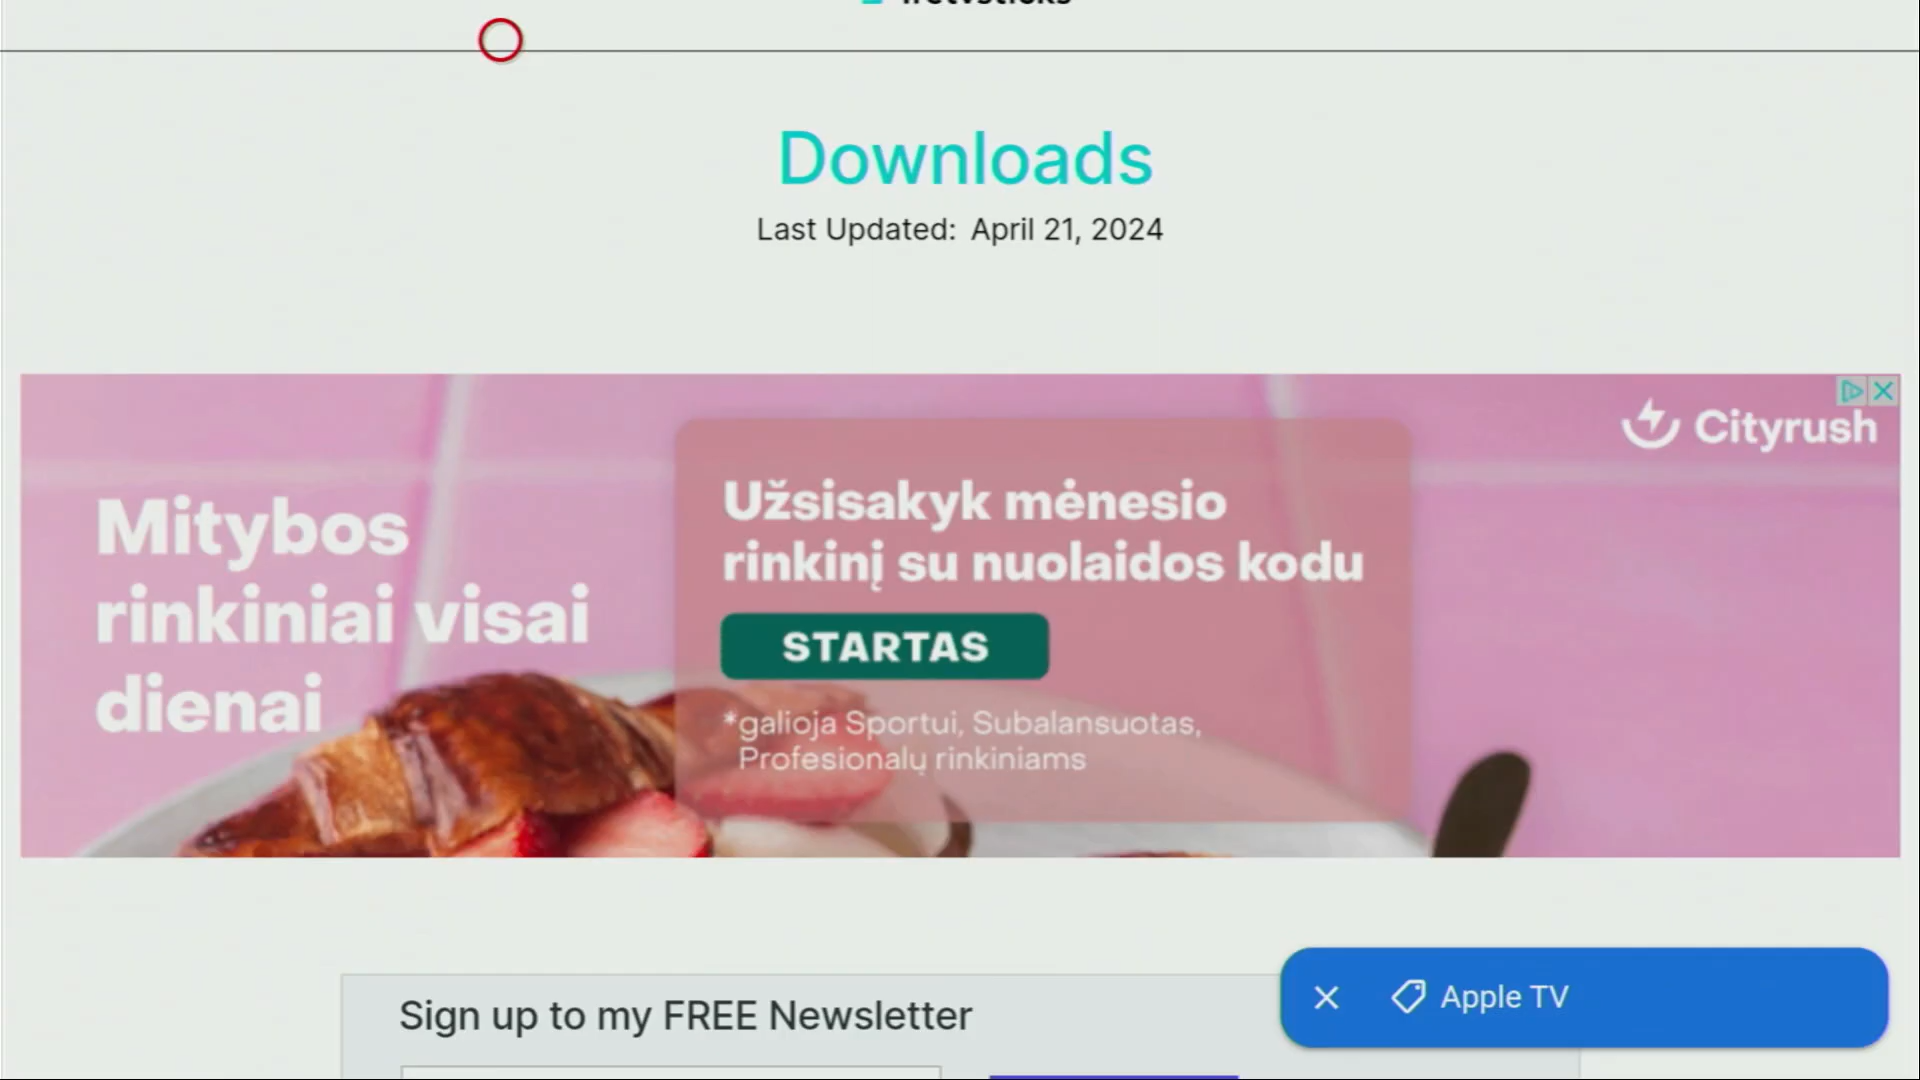 Downloads
Last Updated: April 21, 2024
Cityrush
Mitybos
rinkiniai visai
dienai
Užsisakyk mėnesio
rinkinį su nuolaidos kodu
STARTAS
*galioja Sportui, Subalansuotas,
Profesionalų rinkiniams
Sign up to my FREE Newsletter
Apple TV